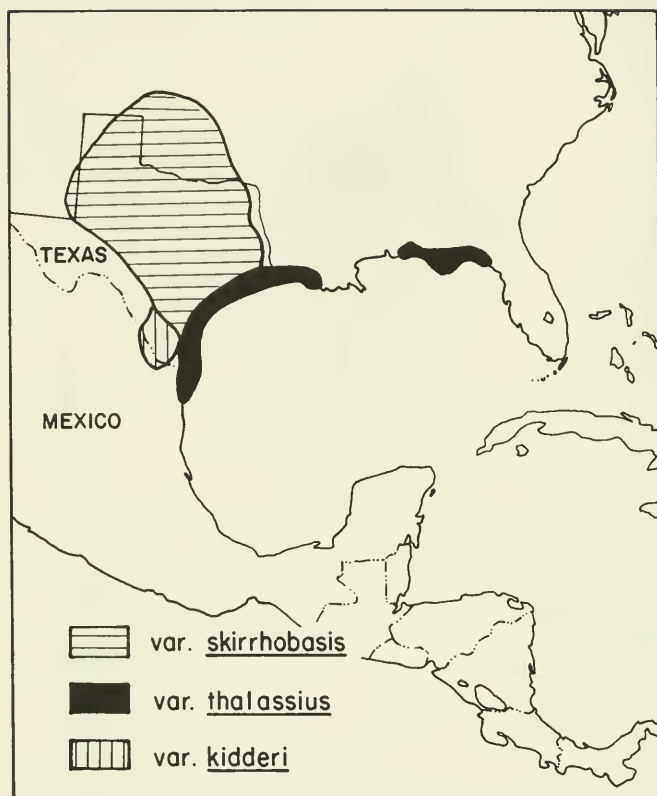 TEXAS
MEXICO
var. skirrhobasis
var. thalassius
var. kidderi